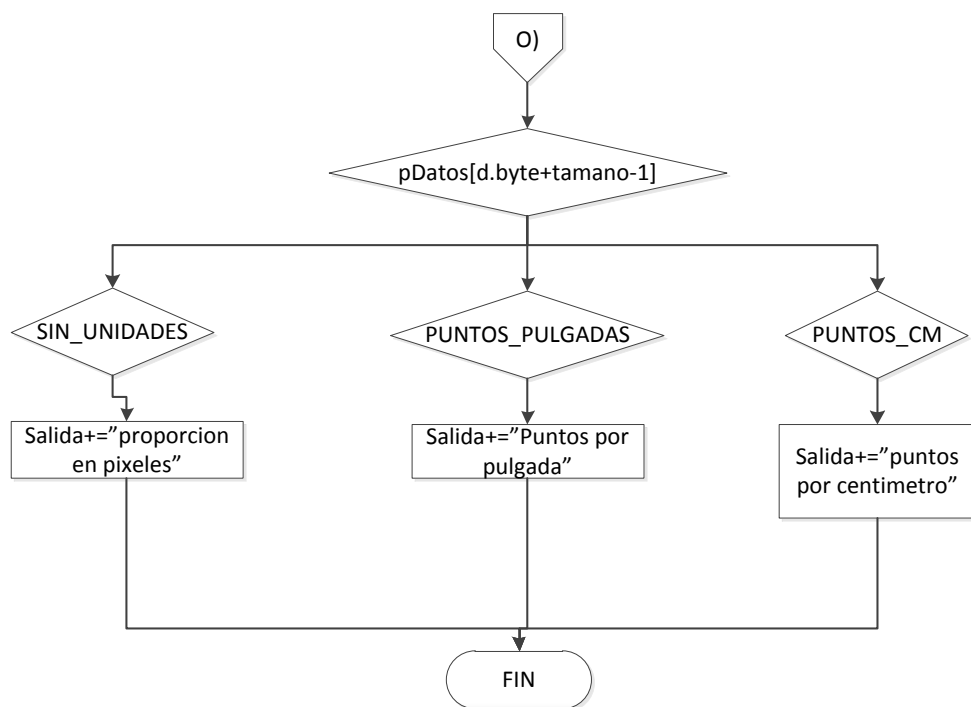 O)
pDatos[d.byte+tamano-1]
SIN_UNIDADES
PUNTOS_PULGADAS
PUNTOS_CM
Salida+=”proporcion
en pixeles”
Salida+=”Puntos por
pulgada”
Salida+=”puntos
por centimetro”
FIN